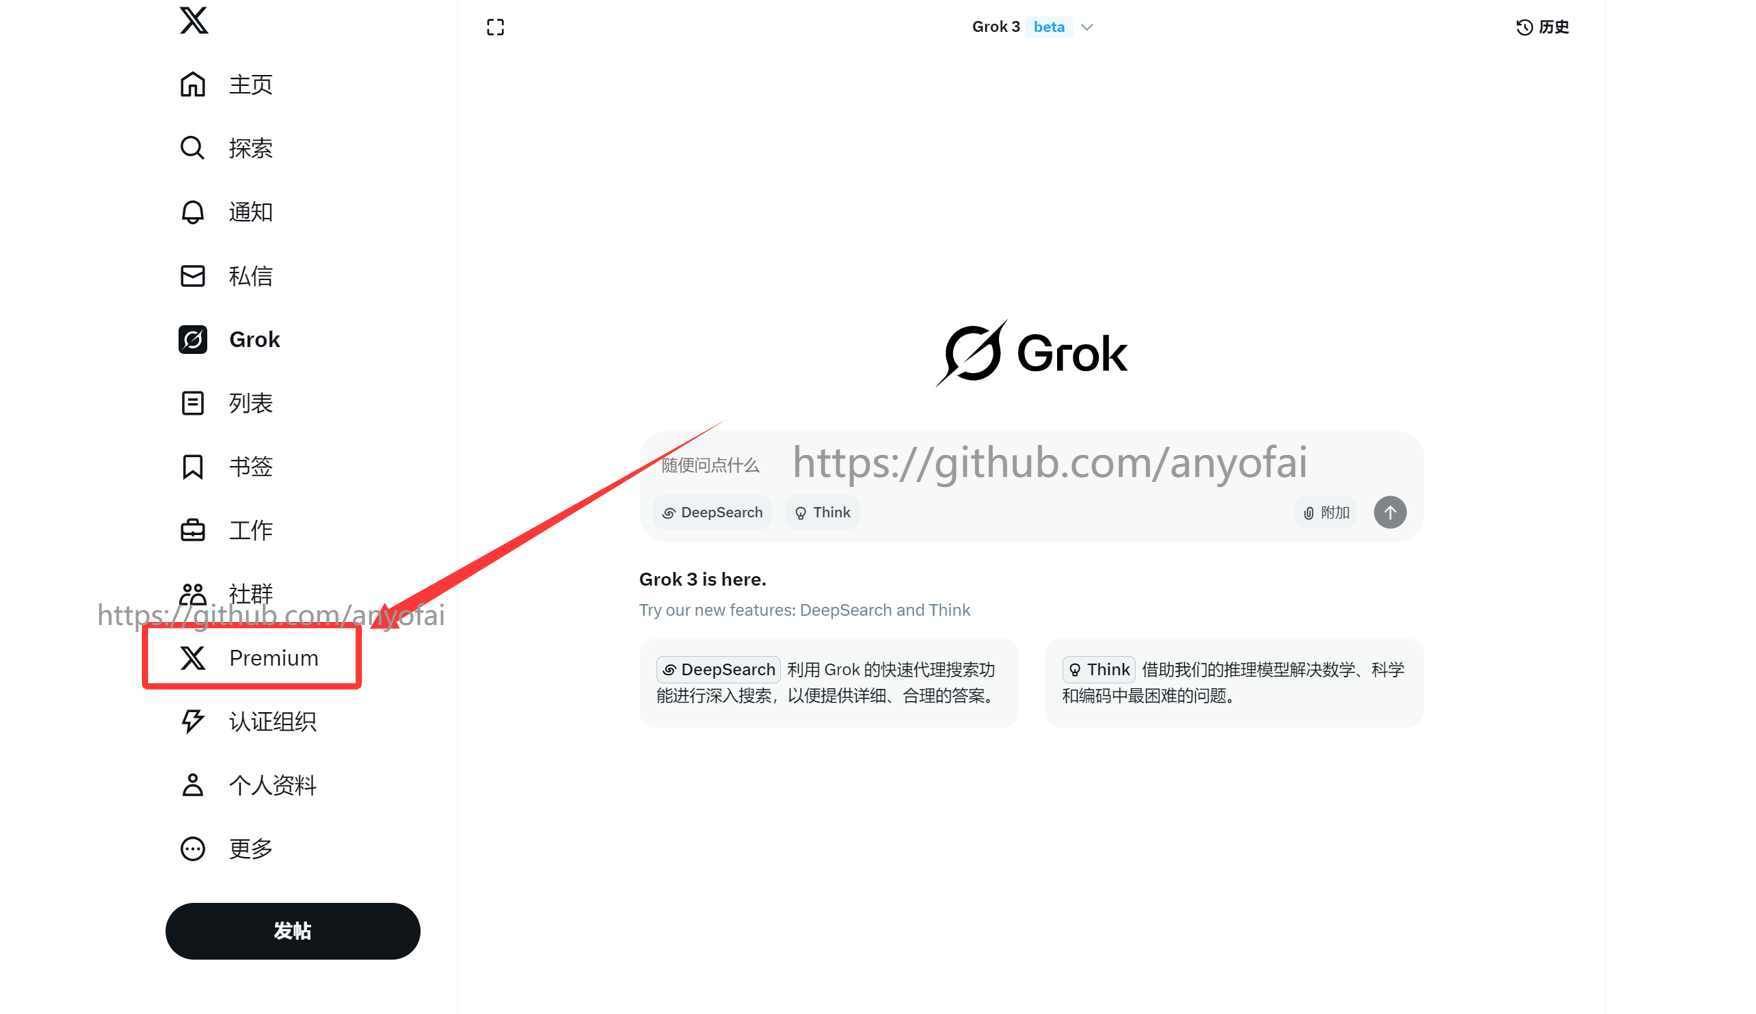 主页
探索
通知
私信
Grok
列表
书签
工作
社群
https://github.com/anyofai
Premium
认证组织
个人资料
更多
发帖
Grok 3 beta
历史
Grok
随便问点什么
https://github.com/anyofai
DeepSearch
Think
附加
Grok 3 is here.
Try our new features: DeepSearch and Think
DeepSearch 利用 Grok 的快速代理搜索功
能进行深入搜索，以便提供详细、合理的答案。
Think 借助我们的推理模型解决数学、科学
和编码中最困难的问题。